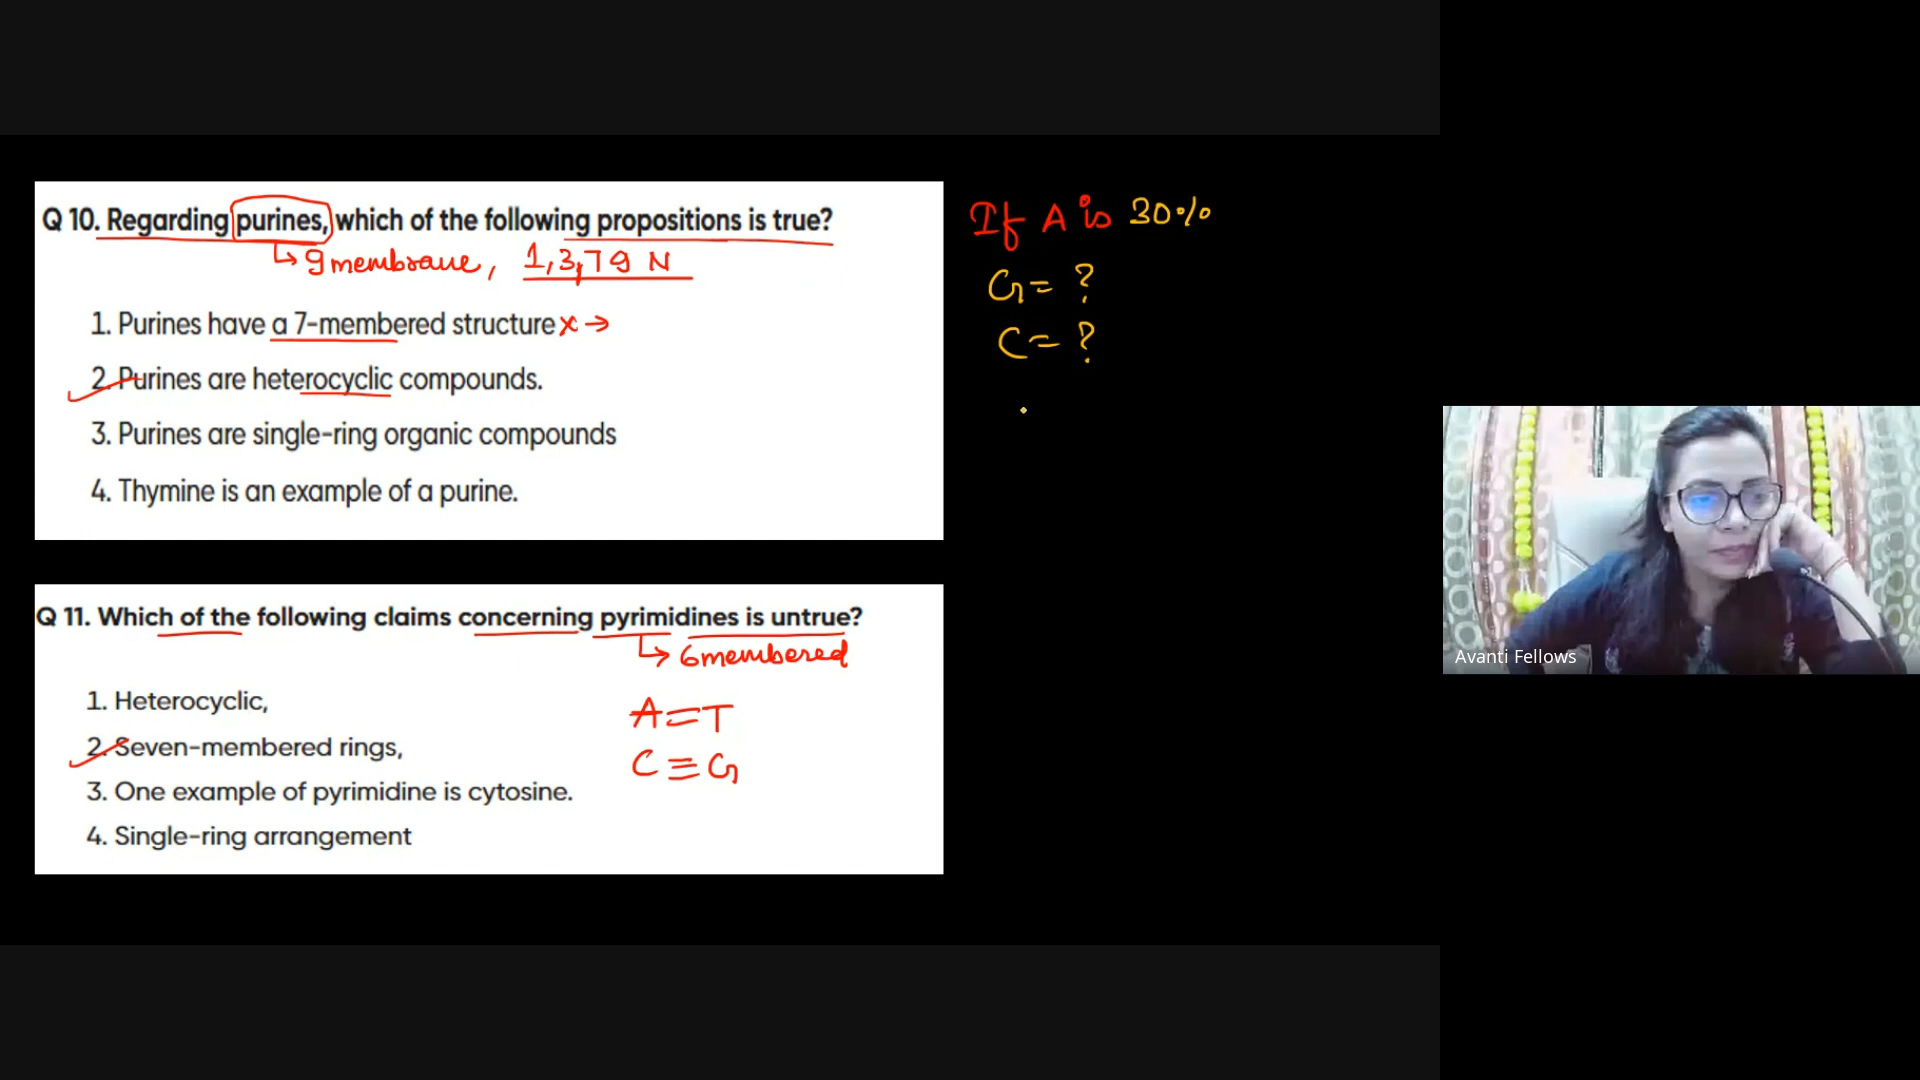 Q 10. Regarding purines, which of the following propositions is true?
9 membrane, 1,3,7 9 N
1. Purines have a 7-membered structure x →
2. Purines are heterocyclic compounds.
3. Purines are single-ring organic compounds
4. Thymine is an example of a purine.
Q 11. Which of the following claims concerning pyrimidines is untrue?
6 membered
1. Heterocyclic,
2. Seven-membered rings,
3. One example of pyrimidine is cytosine.
4. Single-ring arrangement
A = T
C ≡ G
If A is 30%
G = ?
C = ?
Avanti Fellows